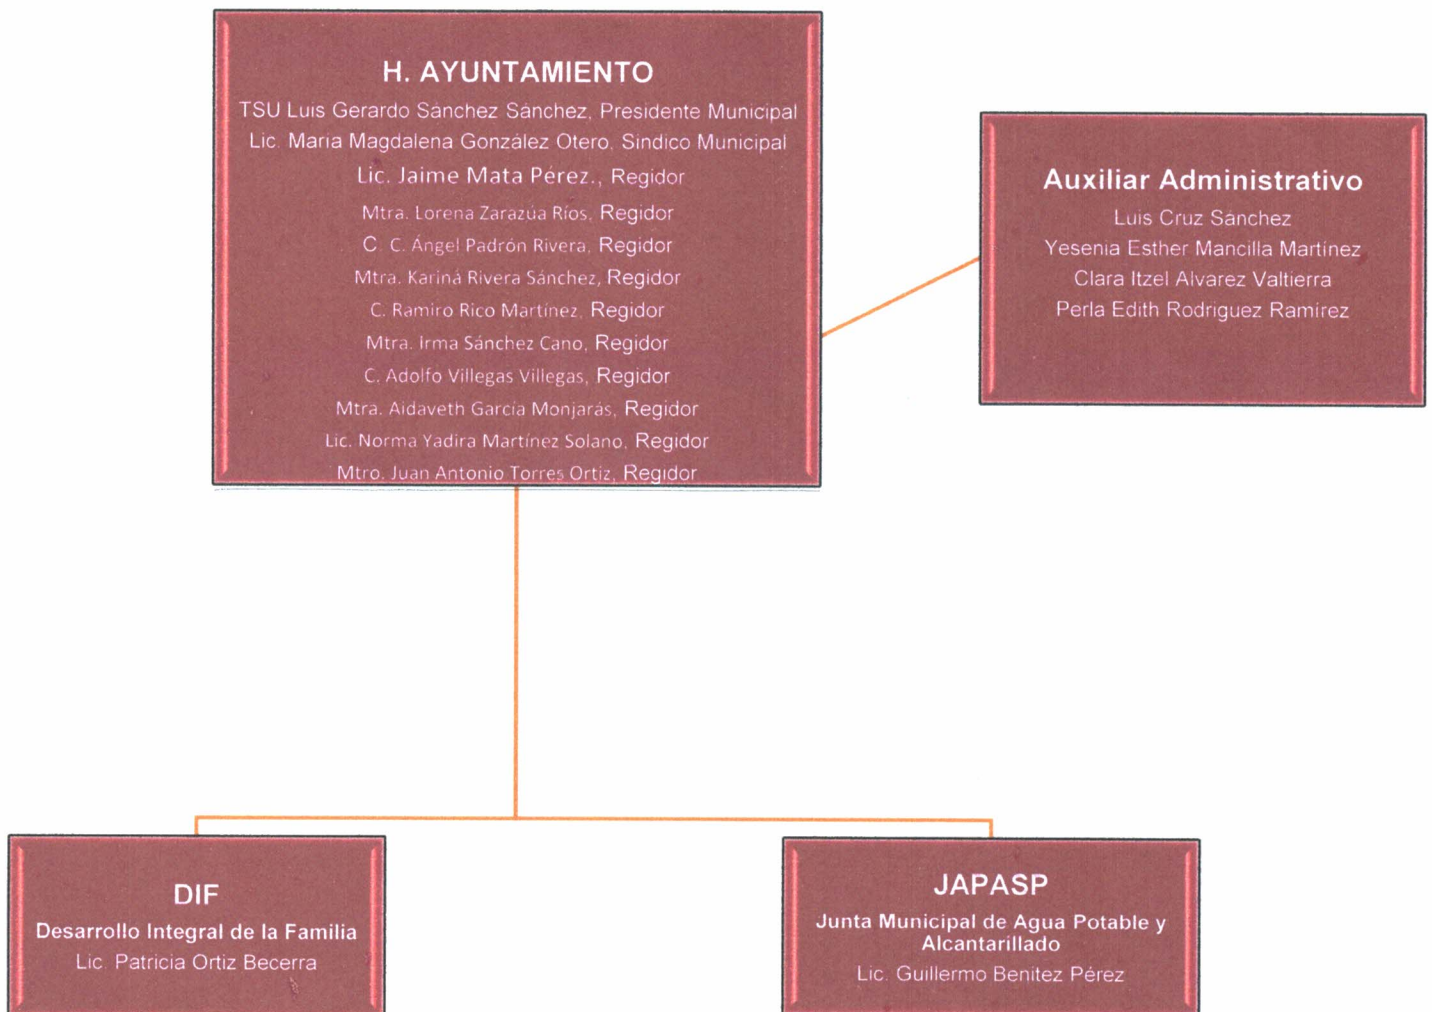 H. AYUNTAMIENTO
TSU Luis Gerardo Sánchez Sánchez, Presidente Municipal
Lic. Maria Magdalena González Otero, Sindico Municipal
Lic. Jaime Mata Pérez., Regidor
Mtra. Lorena Zarazúa Ríos, Regidor
C. C. Ángel Padrón Rivera, Regidor
Mtra. Kariná Rivera Sánchez, Regidor
C. Ramiro Rico Martínez, Regidor
Mtra. Irma Sánchez Cano, Regidor
C. Adolfo Villegas Villegas, Regidor
Mtra. Aidaveth García Monjarás, Regidor
Lic. Norma Yadira Martínez Solano, Regidor
Mtro. Juan Antonio Torres Ortiz, Regidor
Auxiliar Administrativo
Luis Cruz Sánchez
Yesenia Esther Mancilla Martínez
Clara Itzel Alvarez Valtierra
Perla Edith Rodriguez Ramirez
DIF
Desarrollo Integral de la Familia
Lic. Patricia Ortiz Becerra
JAPASP
Junta Municipal de Agua Potable y
Alcantarillado
Lic. Guillermo Benitez Pérez